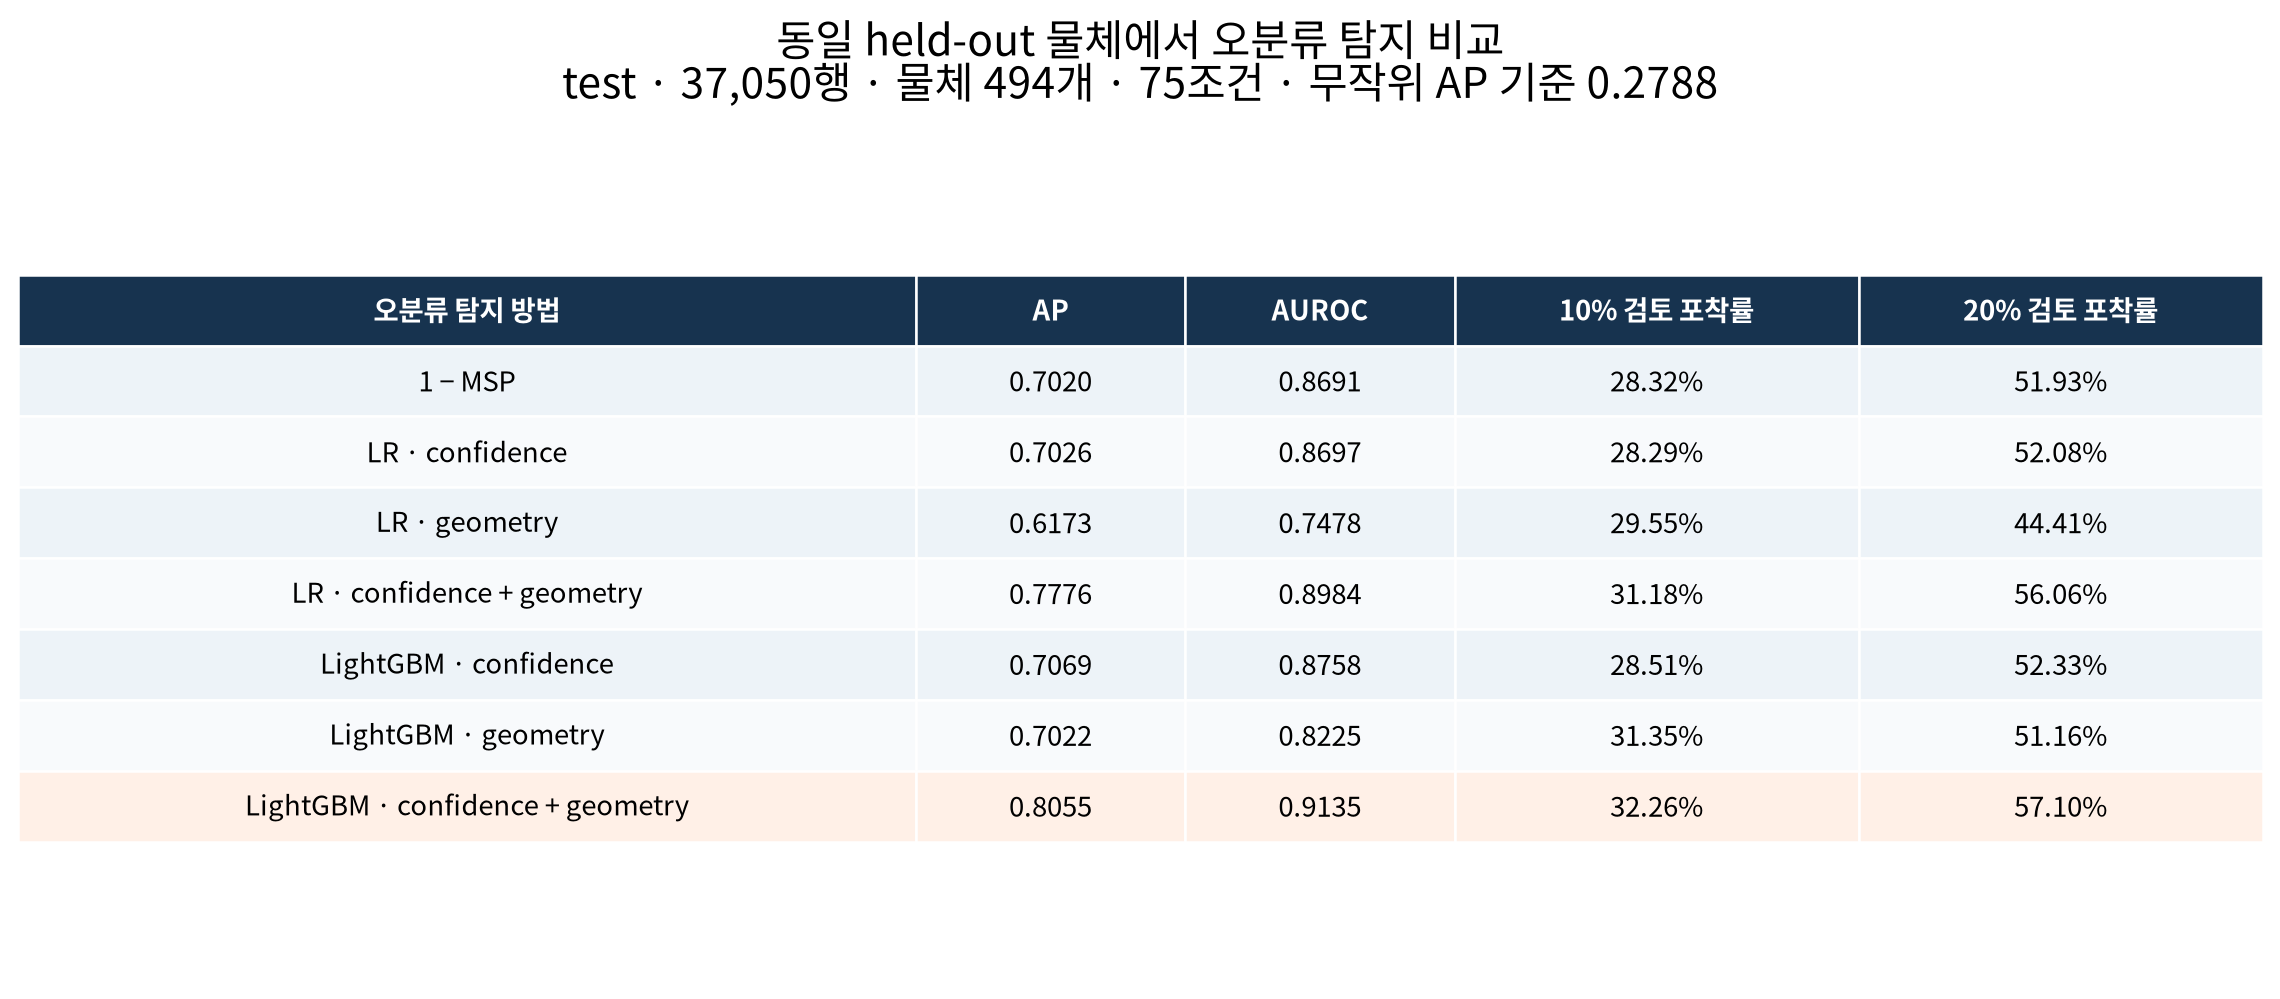 동일 held-out 물체에서 오분류 탐지 비교
test · 37,050행 · 물체 494개 · 75조건 · 무작위 AP 기준 0.2788
오분류 탐지 방법 AP AUROC 10% 검토 포착률 20% 검토 포착률
1 − MSP 0.7020 0.8691 28.32% 51.93%
LR · confidence 0.7026 0.8697 28.29% 52.08%
LR · geometry 0.6173 0.7478 29.55% 44.41%
LR · confidence + geometry 0.7776 0.8984 31.18% 56.06%
LightGBM · confidence 0.7069 0.8758 28.51% 52.33%
LightGBM · geometry 0.7022 0.8225 31.35% 51.16%
LightGBM · confidence + geometry 0.8055 0.9135 32.26% 57.10%